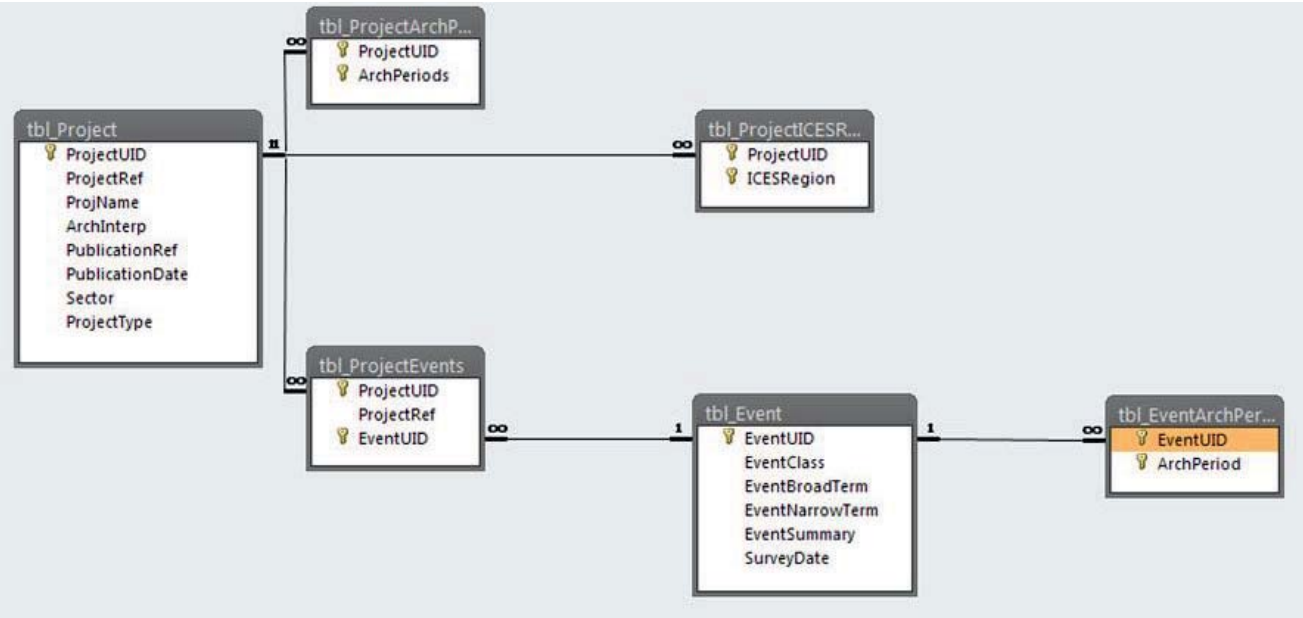 tbl_ProjectArchP...
ProjectUID
ArchPeriods
tbl_Project
ProjectUID
ProjectRef
ProjName
ArchInterp
PublicationRef
PublicationDate
Sector
ProjectType
tbl_ProjectICESR...
ProjectUID
ICESRegion
tbl_ProjectEvents
ProjectUID
ProjectRef
EventUID
tbl_Event
EventUID
EventClass
EventBroadTerm
EventNarrowTerm
EventSummary
SurveyDate
tbl_EventArchPer...
EventUID
ArchPeriod
∞
11
∞
∞
∞
1
1
∞